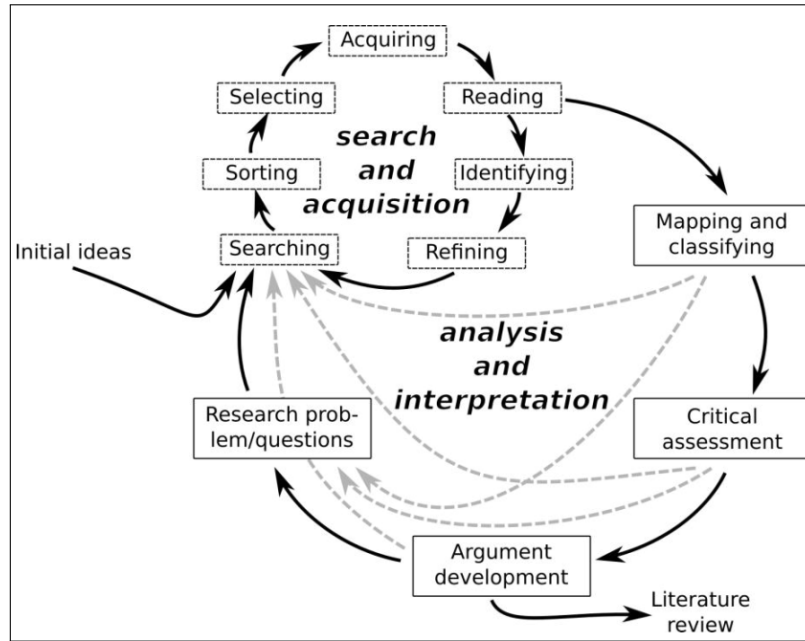 Acquiring
Selecting
Reading
search
and
acquisition
Sorting
Identifying
Searching
Refining
Initial ideas
Mapping and
classifying
analysis
and
interpretation
Research prob-
lem/questions
Critical
assessment
Argument
development
Literature
review